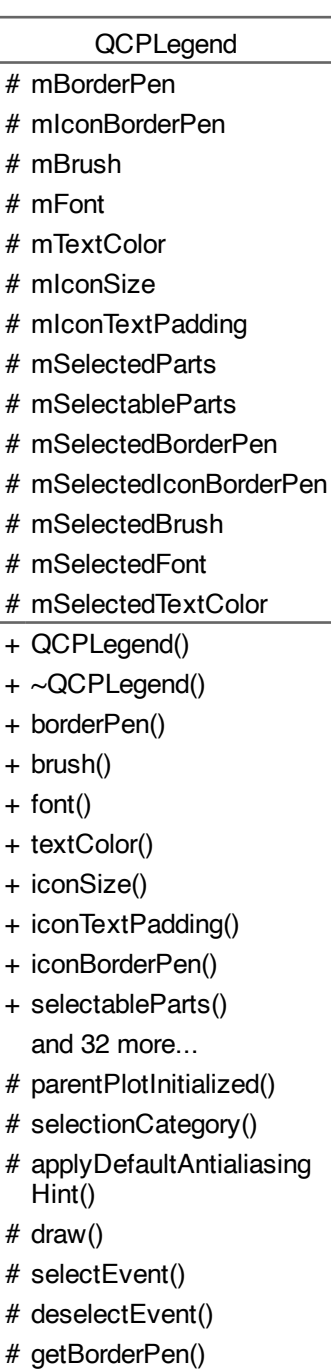 QCPLegend
# mBorderPen
# mIconBorderPen
# mBrush
# mFont
# mTextColor
# mIconSize
# mIconTextPadding
# mSelectedParts
# mSelectableParts
# mSelectedBorderPen
# mSelectedIconBorderPen
# mSelectedBrush
# mSelectedFont
# mSelectedTextColor
+ QCPLegend()
+ ~QCPLegend()
+ borderPen()
+ brush()
+ font()
+ textColor()
+ iconSize()
+ iconTextPadding()
+ iconBorderPen()
+ selectableParts()
and 32 more...
# parentPlotInitialized()
# selectionCategory()
# applyDefaultAntialiasing
Hint()
# draw()
# selectEvent()
# deselectEvent()
# getBorderPen()